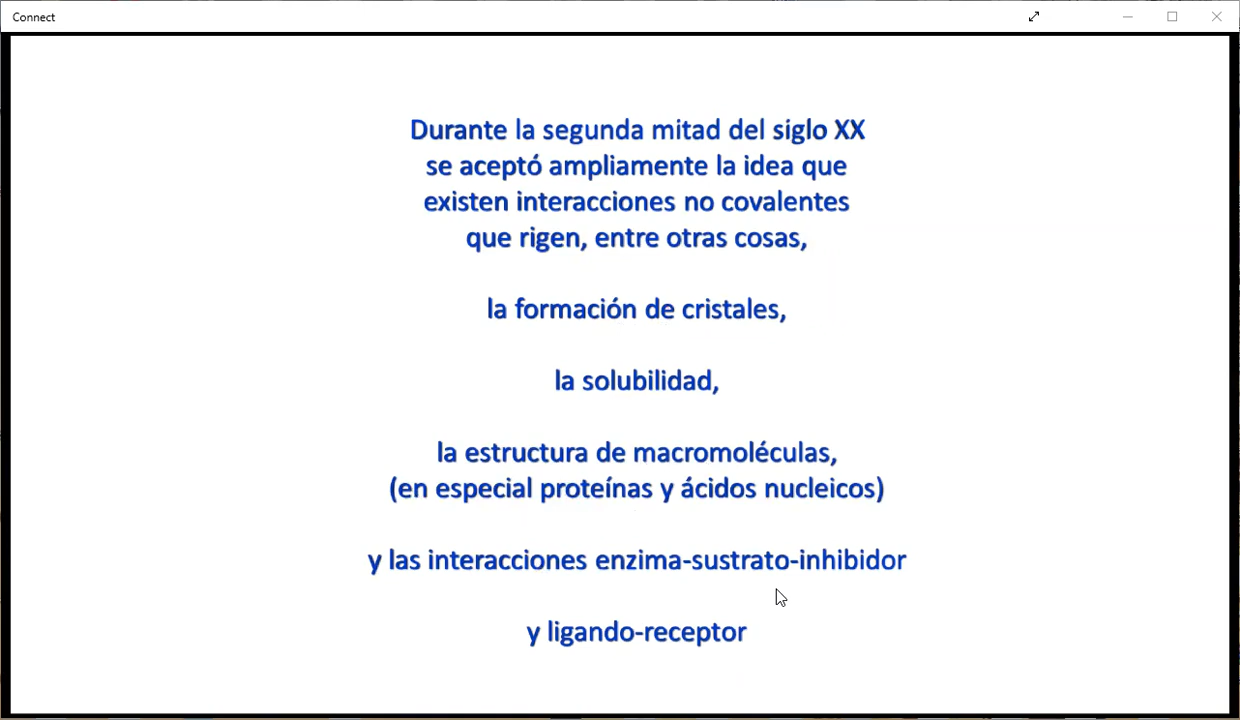 Connect
Durante la segunda mitad del siglo XX
se aceptó ampliamente la idea que
existen interacciones no covalentes
que rigen, entre otras cosas,
la formación de cristales,
la solubilidad,
la estructura de macromoléculas,
(en especial proteínas y ácidos nucleicos)
y las interacciones enzima-sustrato-inhibidor
y ligando-receptor